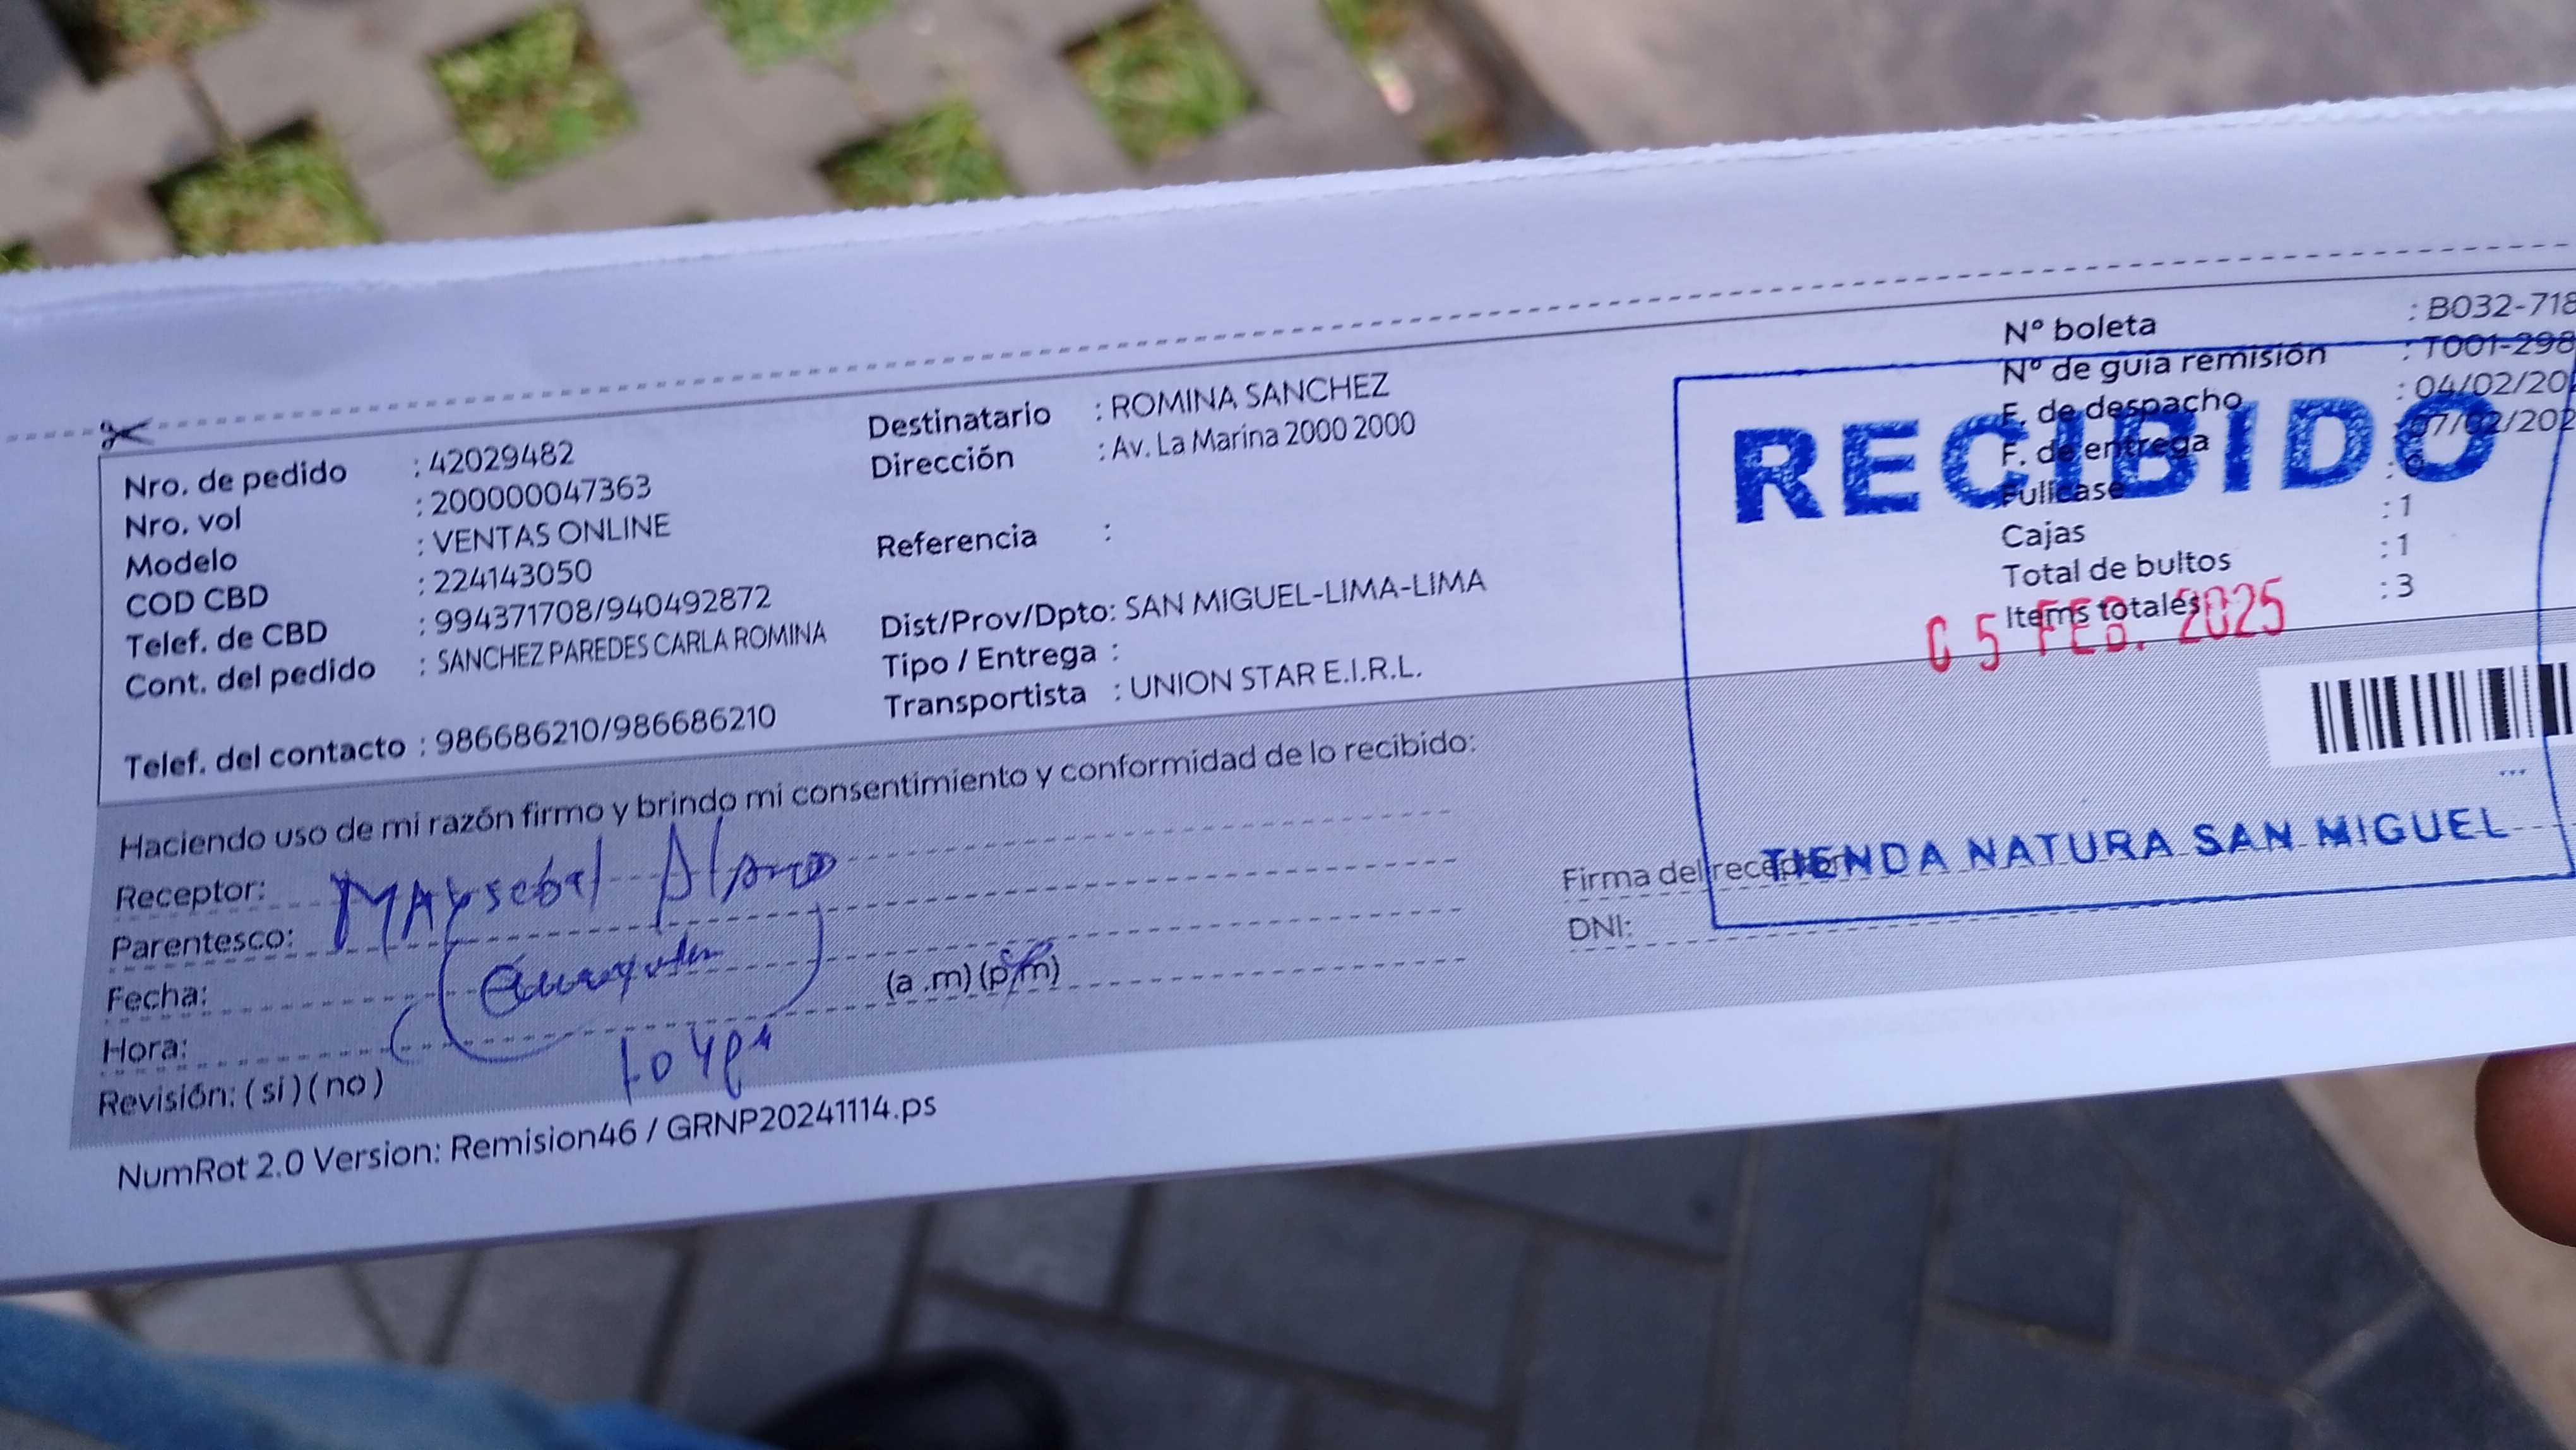 Nro. de pedido : 42029482
Nro. vol : 200000047363
Modelo : VENTAS ONLINE
COD CBD : 224143050
Telef. de CBD : 994371708/940492872
Cont. del pedido : SANCHEZ PAREDES CARLA ROMINA
Telef. del contacto : 986686210/986686210
Destinatario : ROMINA SANCHEZ
Dirección : Av. La Marina 2000 2000
Referencia :
Dist/Prov/Dpto: SAN MIGUEL-LIMA-LIMA
Tipo / Entrega :
Transportista : UNION STAR E.I.R.L.
Nº boleta : B032-718
Nº de guia remisión : T001-298
F. de despacho : 04/02/20
F. de entrega : 07/02/202
Fullcase : 0
Cajas : 1
Total de bultos : 1
Items totales : 3
RECIBIDO
05 FEB. 2025
TIENDA NATURA SAN MIGUEL
Haciendo uso de mi razón firmo y brindo mi consentimiento y conformidad de lo recibido:
Receptor:
Parentesco:
Fecha:
Hora: (a .m) (p.m)
Revisión: ( si ) ( no )
Firma del receptor
DNI:
NumRot 2.0 Version: Remision46 / GRNP20241114.ps